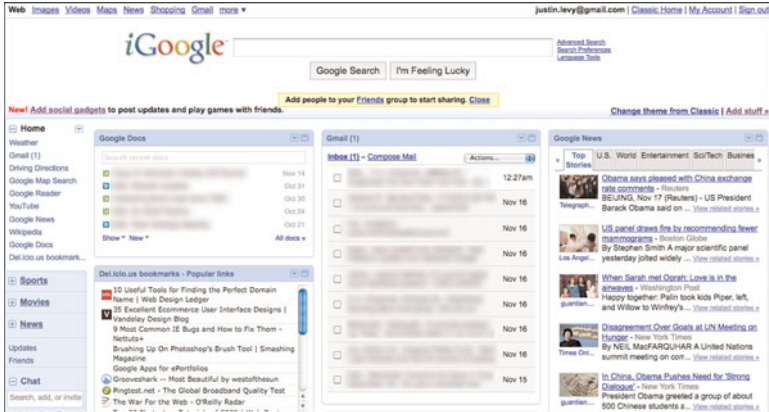 Web Images Videos Maps News Shopping Gmail more ▼
justin.levy@gmail.com | Classic Home | My Account | Sign out
iGoogle
Advanced Search
Search Preferences
Language Tools
Google Search I'm Feeling Lucky
Add people to your Friends group to start sharing. Close
New! Add social gadgets to post updates and play games with friends.
Change theme from Classic | Add stuff »
Home
Weather
Gmail (1)
Driving Directions
Google Map Search
Google Reader
YouTube
Google News
Wikipedia
Google Docs
Del.icio.us bookmark...
Sports
Movies
News
Updates
Friends
Chat
Search, add, or invite
Google Docs
Search recent docs
Nov 14
Oct 31
Oct 30
Oct 24
Oct 21
Show New All docs »
Del.icio.us bookmarks - Popular links
10 Useful Tools for Finding the Perfect Domain
Name | Web Design Ledger
35 Excellent Ecommerce User Interface Designs |
Vandelay Design Blog
9 Most Common IE Bugs and How to Fix Them -
Nettuts+
Brushing Up On Photoshop's Brush Tool | Smashing
Magazine
Google Apps for ePortfolios
Grooveshark -- Most Beautiful by westofthesun
Pingtest.net - The Global Broadband Quality Test
The War For the Web - O'Reilly Radar
Gmail (1)
Inbox (1) – Compose Mail Actions...
12:27am
Nov 16
Nov 16
Nov 16
Nov 16
Nov 16
Nov 16
Nov 16
Nov 15
Google News
« Top Stories U.S. World Entertainment Sci/Tech Busines »
Telegraph...
Obama says pleased with China exchange
rate comments - Reuters
BEIJING, Nov 17 (Reuters) - US President
Barack Obama said on ... View related stories »
Los Angel...
US panel draws fire by recommending fewer
mammograms - Boston Globe
By Stephen Smith A major scientific panel
yesterday jolted widely ... View related stories »
guardian...
When Sarah met Oprah: Love is in the
airwaves - Washington Post
Happy together: Palin took kids Piper, left,
and Willow to Winfrey's... View related stories »
Times Onl...
Disagreement Over Goals at UN Meeting on
Hunger - New York Times
By NEIL MacFARQUHAR A United Nations
summit meeting on com... View related stories »
guardian...
In China, Obama Pushes Need for 'Strong
Dialogue' - New York Times
President Obama greeted a group of about
500 Chinese students a... View related stories »